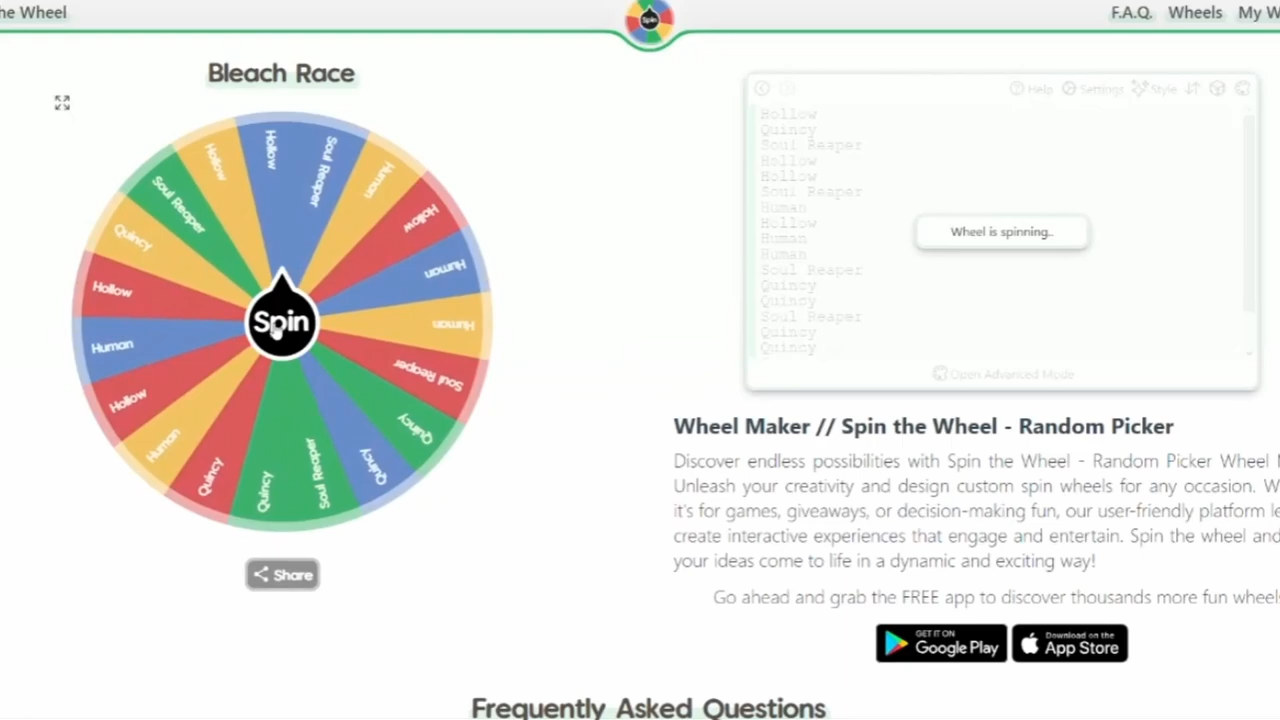 he Wheel
Spin
F.A.Q. Wheels My W
Bleach Race
Hollow
Soul Reaper
Human
Hollow
Human
Human
Soul Reaper
Quincy
Quincy
Soul Reaper
Quincy
Quincy
Human
Hollow
Human
Hollow
Quincy
Soul Reaper
Hollow
Spin
Share
Help Settings Style
Hollow
Quincy
Soul Reaper
Hollow
Hollow
Soul Reaper
Human
Hollow
Human
Human
Soul Reaper
Quincy
Quincy
Soul Reaper
Quincy
Quincy
Wheel is spinning..
Open Advanced Mode
Wheel Maker // Spin the Wheel - Random Picker
Discover endless possibilities with Spin the Wheel - Random Picker Wheel M
Unleash your creativity and design custom spin wheels for any occasion. W
it's for games, giveaways, or decision-making fun, our user-friendly platform le
create interactive experiences that engage and entertain. Spin the wheel and
your ideas come to life in a dynamic and exciting way!
Go ahead and grab the FREE app to discover thousands more fun wheels
GET IT ON
Google Play
Download on the
App Store
Frequently Asked Questions